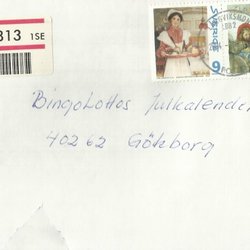 313 1SE
SVERIGE
9
BingoLottos Julkalender
402 62 Göteborg